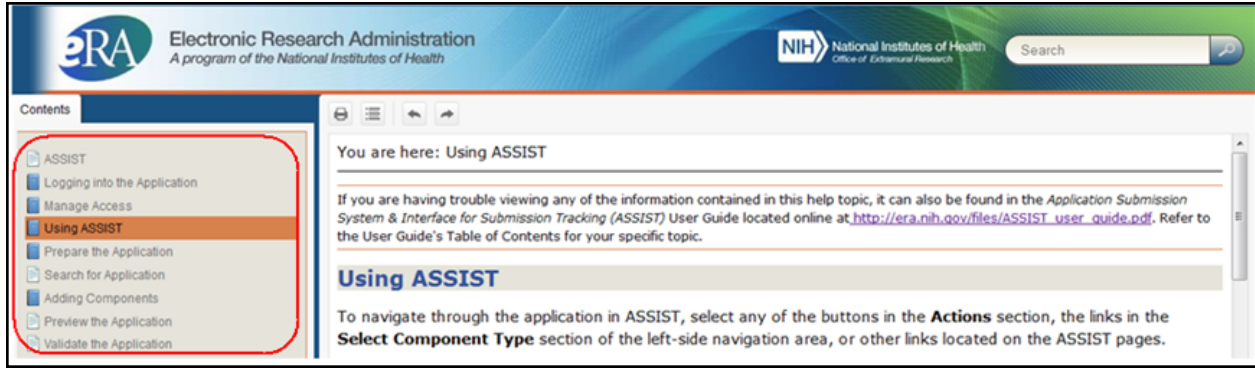 eRA
Electronic Research Administration
A program of the National Institutes of Health
NIH
National Institutes of Health
Office of Extramural Research
Search
Contents
ASSIST
Logging into the Application
Manage Access
Using ASSIST
Prepare the Application
Search for Application
Adding Components
Preview the Application
Validate the Application
You are here: Using ASSIST
If you are having trouble viewing any of the information contained in this help topic, it can also be found in the Application Submission
System & Interface for Submission Tracking (ASSIST) User Guide located online at http://era.nih.gov/files/ASSIST_user_guide.pdf. Refer to
the User Guide's Table of Contents for your specific topic.
Using ASSIST
To navigate through the application in ASSIST, select any of the buttons in the Actions section, the links in the
Select Component Type section of the left-side navigation area, or other links located on the ASSIST pages.